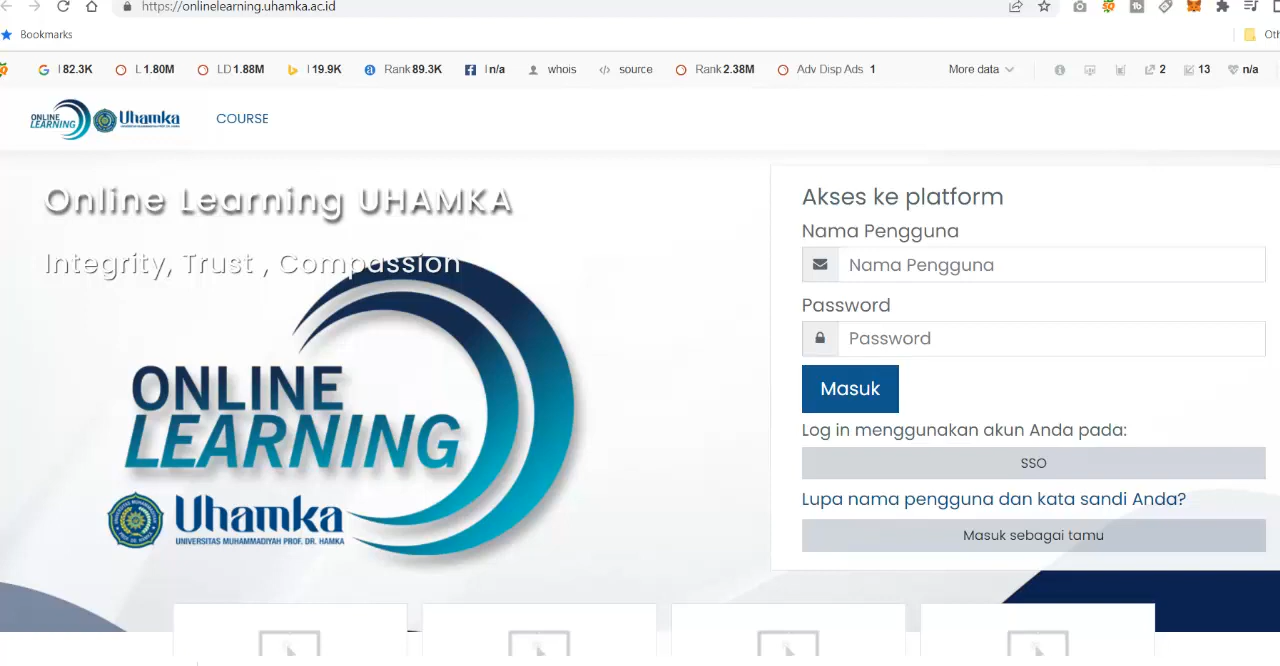 https://onlinelearning.uhamka.ac.id
Bookmarks
I 82.3K L 1.80M LD 1.88M I 19.9K Rank 89.3K I n/a whois source Rank 2.38M Adv Disp Ads 1 More data 2 13 n/a
ONLINE
LEARNING
Uhamka
COURSE
Online Learning UHAMKA
Integrity, Trust , Compassion
ONLINE
LEARNING
Uhamka
UNIVERSITAS MUHAMMADIYAH PROF. DR. HAMKA
Akses ke platform
Nama Pengguna
Nama Pengguna
Password
Password
Masuk
Log in menggunakan akun Anda pada:
SSO
Lupa nama pengguna dan kata sandi Anda?
Masuk sebagai tamu